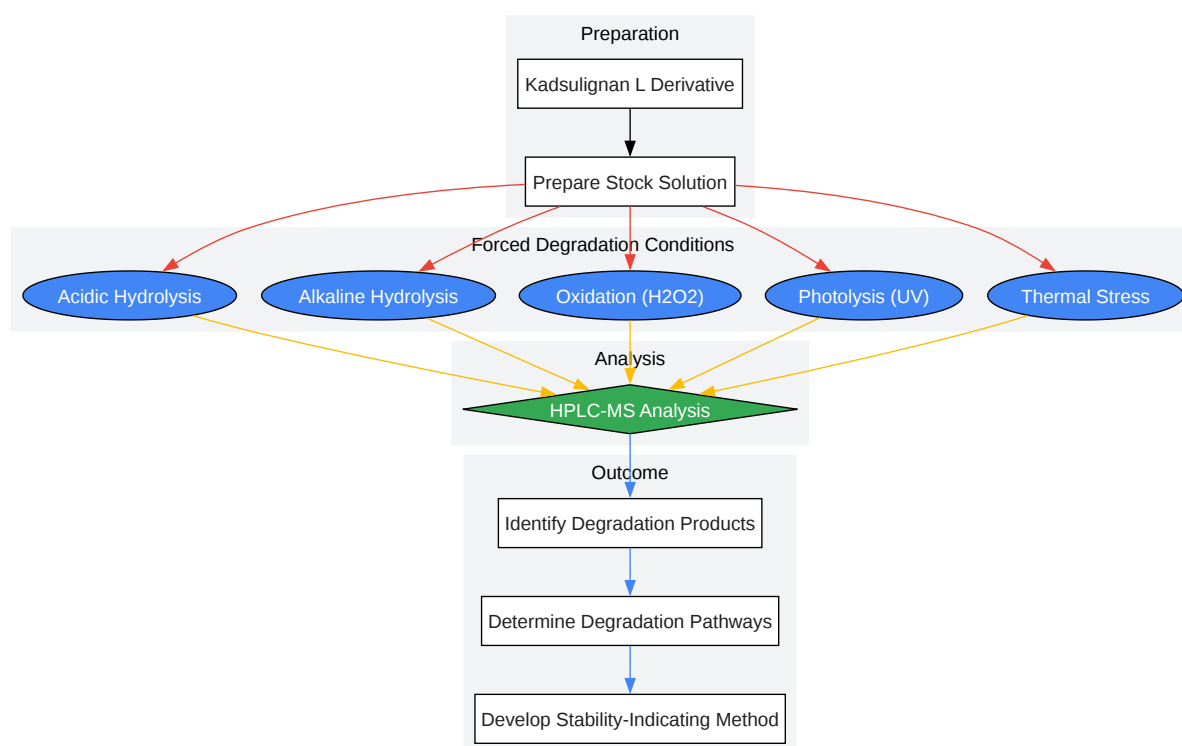 Preparation
Kadsulignan L Derivative
Prepare Stock Solution
Forced Degradation Conditions
Acidic Hydrolysis
Alkaline Hydrolysis
Oxidation (H2O2)
Photolysis (UV)
Thermal Stress
Analysis
HPLC-MS Analysis
Outcome
Identify Degradation Products
Determine Degradation Pathways
Develop Stability-Indicating Method